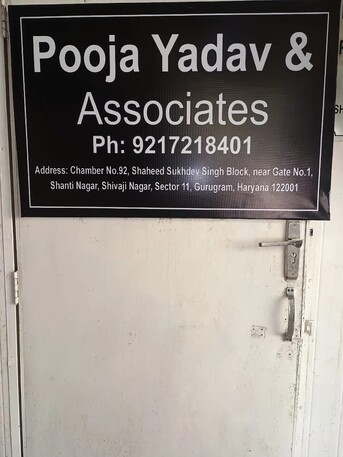 Pooja Yadav &
Associates
Ph: 9217218401
Address: Chamber No.92, Shaheed Sukhdev Singh Block, near Gate No.1,
Shanti Nagar, Shivaji Nagar, Sector 11, Gurugram, Haryana 122001